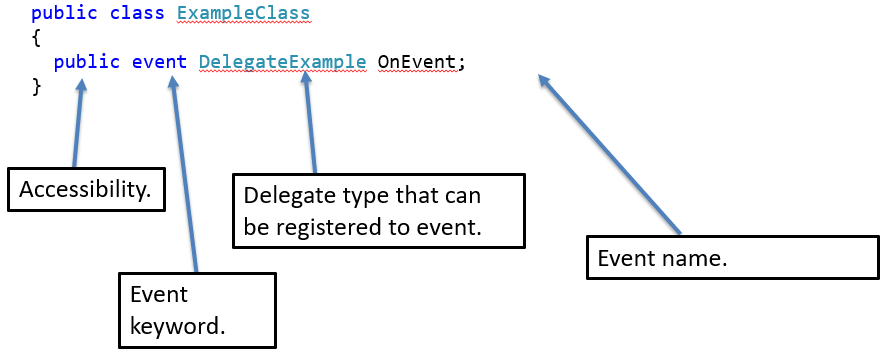 public class ExampleClass
{
public event DelegateExample OnEvent;
}
Accessibility.
Delegate type that can
be registered to event.
Event name.
Event
keyword.